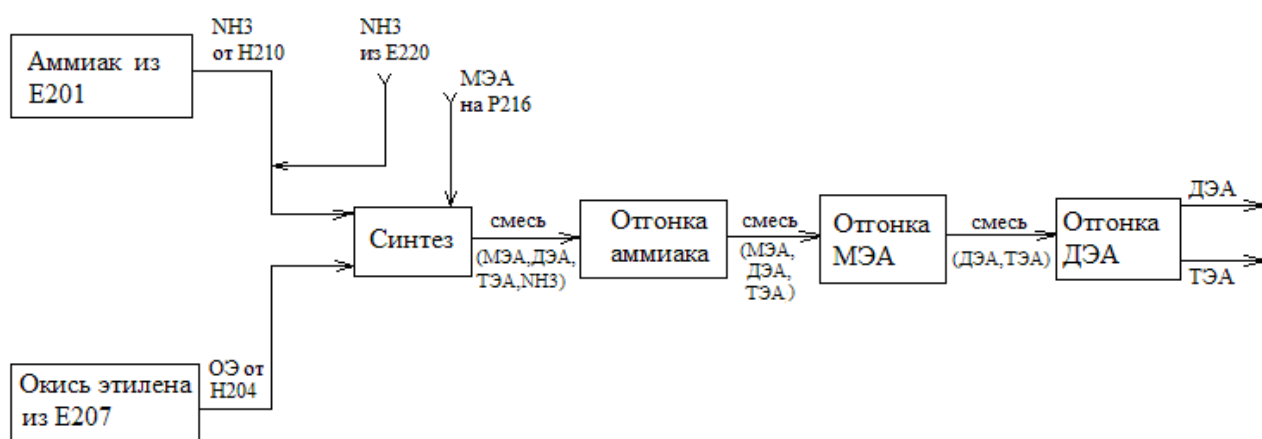 Аммиак из
Е201
NH3
от Н210
NH3
из Е220
МЭА
на Р216
Синтез
смесь
(МЭА,ДЭА,
ТЭА,NH3)
Отгонка
аммиака
смесь
(МЭА,
ДЭА,
ТЭА)
Отгонка
МЭА
смесь
(ДЭА,ТЭА)
Отгонка
ДЭА
ДЭА
ТЭА
Окись этилена
из Е207
ОЭ от
Н204